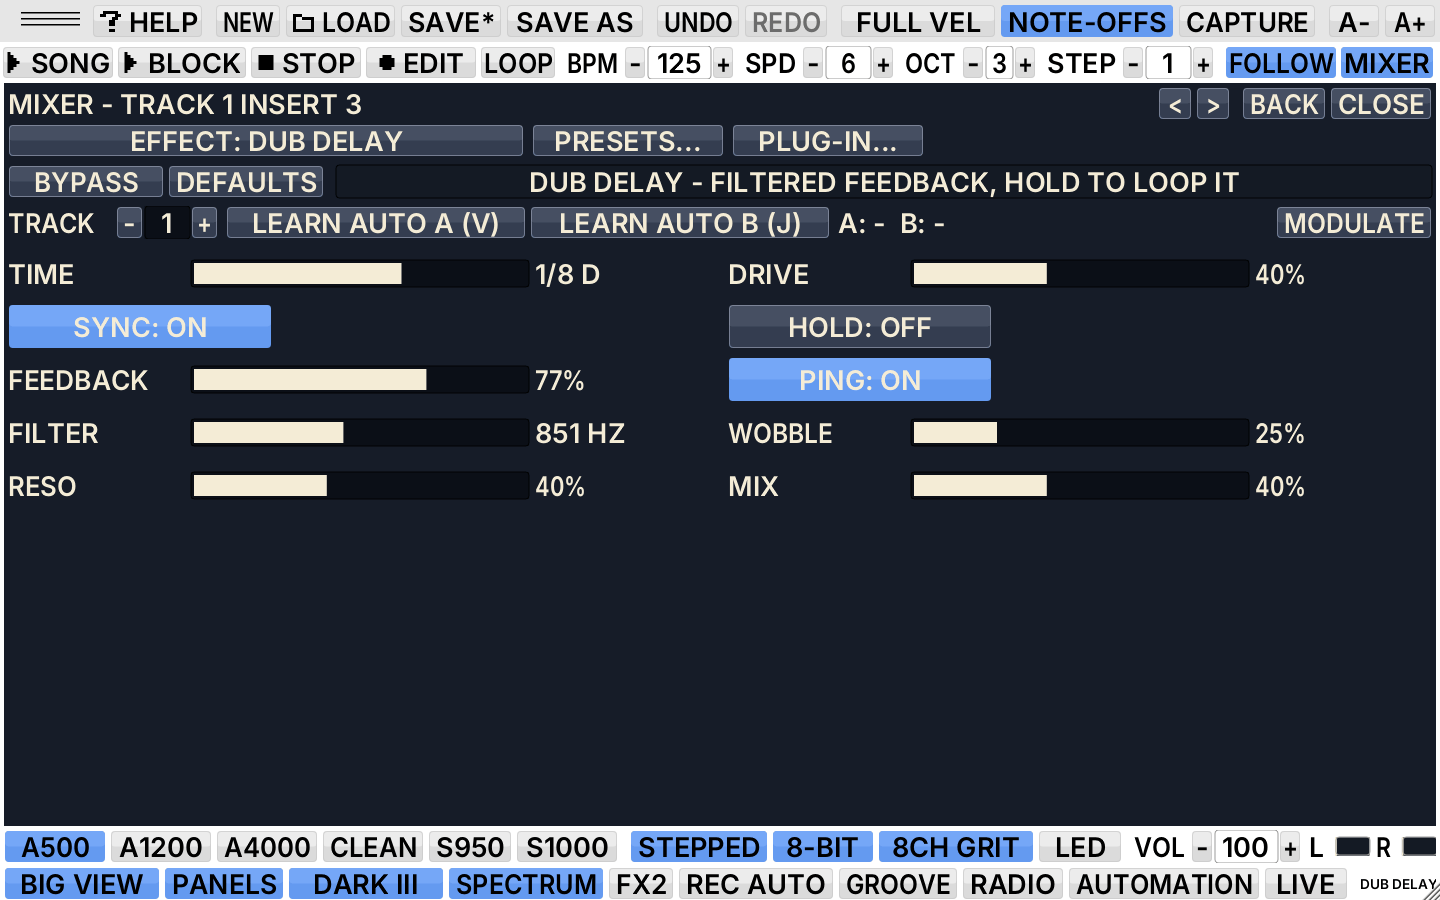 ? HELP NEW LOAD SAVE* SAVE AS UNDO REDO FULL VEL NOTE-OFFS CAPTURE A- A+
SONG BLOCK STOP EDIT LOOP BPM - 125 + SPD - 6 + OCT - 3 + STEP - 1 + FOLLOW MIXER
MIXER - TRACK 1 INSERT 3 < > BACK CLOSE
EFFECT: DUB DELAY PRESETS... PLUG-IN...
BYPASS DEFAULTS DUB DELAY - FILTERED FEEDBACK, HOLD TO LOOP IT
TRACK - 1 + LEARN AUTO A (V) LEARN AUTO B (J) A: - B: - MODULATE
TIME 1/8 D DRIVE 40%
SYNC: ON HOLD: OFF
FEEDBACK 77% PING: ON
FILTER 851 HZ WOBBLE 25%
RESO 40% MIX 40%
A500 A1200 A4000 CLEAN S950 S1000 STEPPED 8-BIT 8CH GRIT LED VOL - 100 + L R
BIG VIEW PANELS DARK III SPECTRUM FX2 REC AUTO GROOVE RADIO AUTOMATION LIVE DUB DELAY